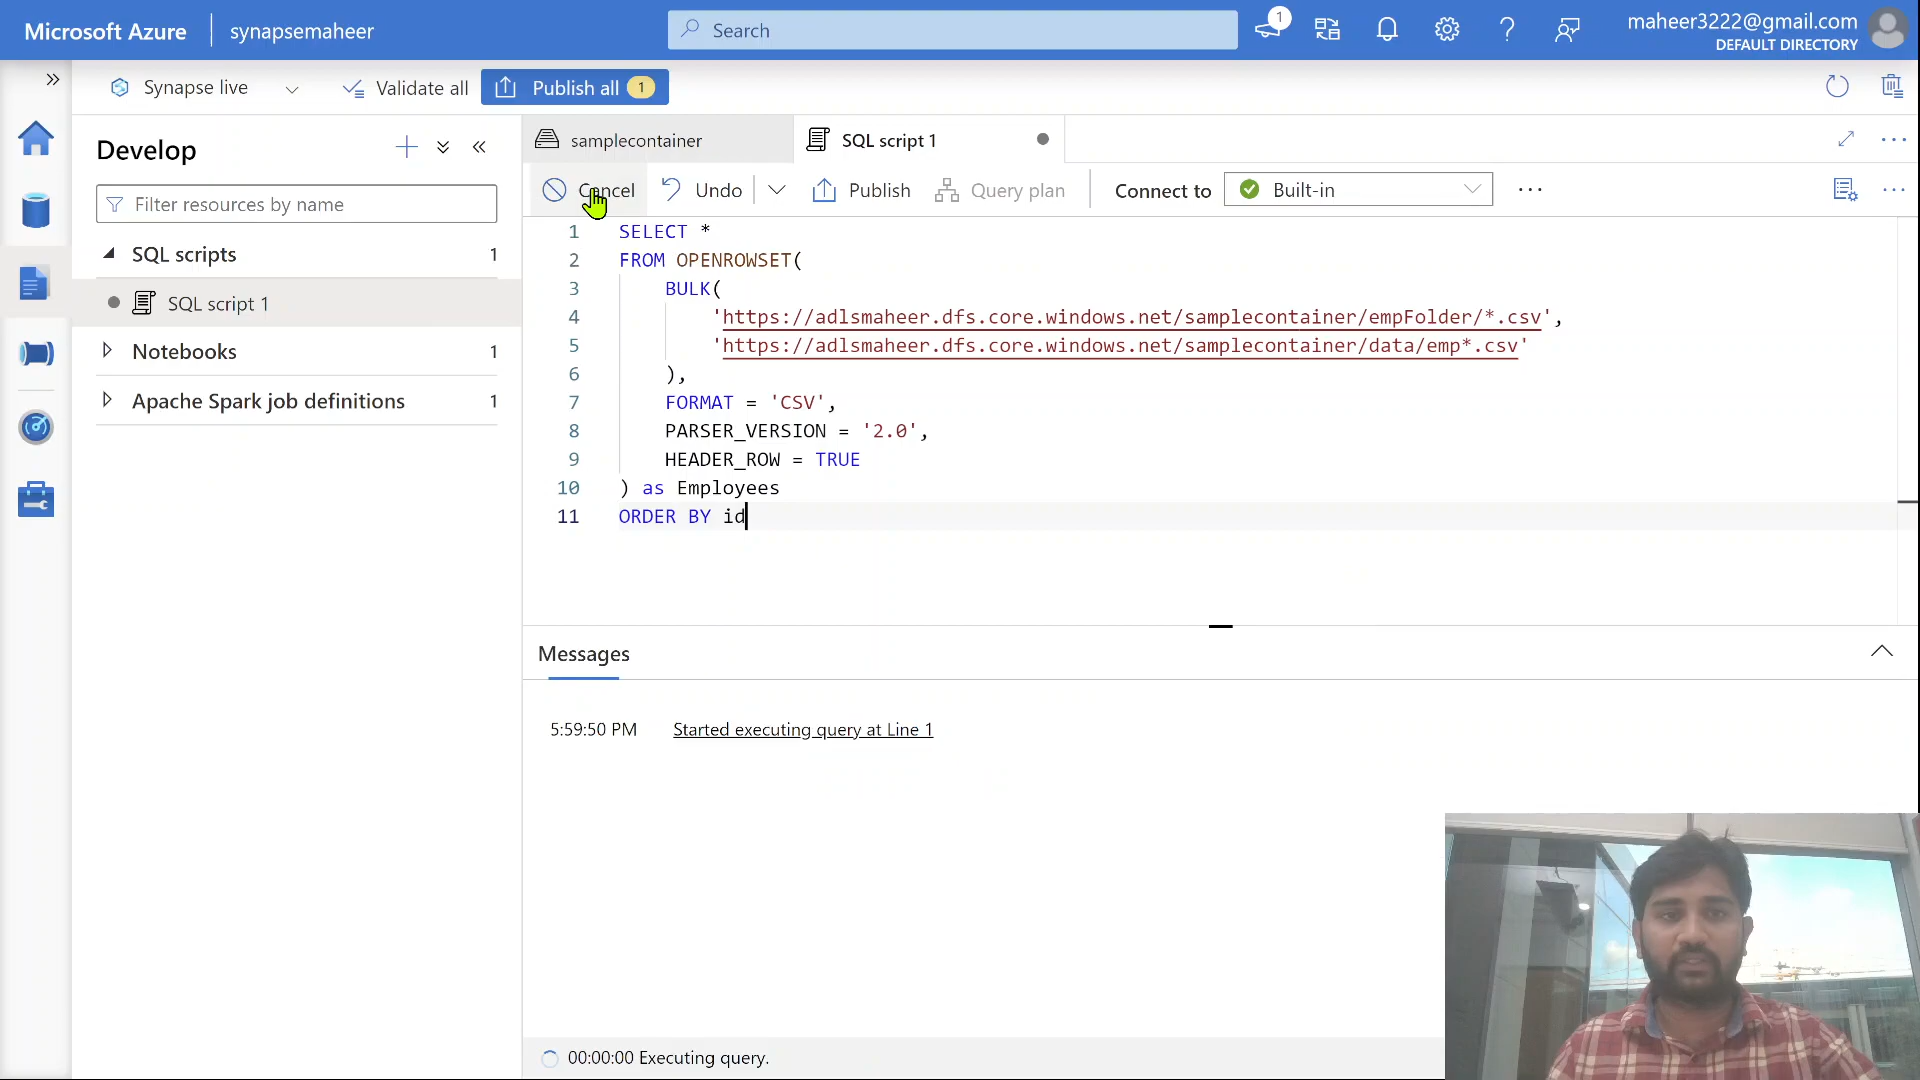 Microsoft Azure
synapsemaheer
Search
1
maheer3222@gmail.com
DEFAULT DIRECTORY
Synapse live
Validate all
Publish all 1
Develop
Filter resources by name
SQL scripts 1
SQL script 1
Notebooks 1
Apache Spark job definitions 1
samplecontainer
SQL script 1
Cancel
Undo
Publish
Query plan
Connect to
Built-in
1 SELECT *
2 FROM OPENROWSET(
3 BULK(
4 'https://adlsmaheer.dfs.core.windows.net/samplecontainer/empFolder/*.csv',
5 'https://adlsmaheer.dfs.core.windows.net/samplecontainer/data/emp*.csv'
6 ),
7 FORMAT = 'CSV',
8 PARSER_VERSION = '2.0',
9 HEADER_ROW = TRUE
10 ) as Employees
11 ORDER BY id
Messages
5:59:50 PM Started executing query at Line 1
00:00:00 Executing query.